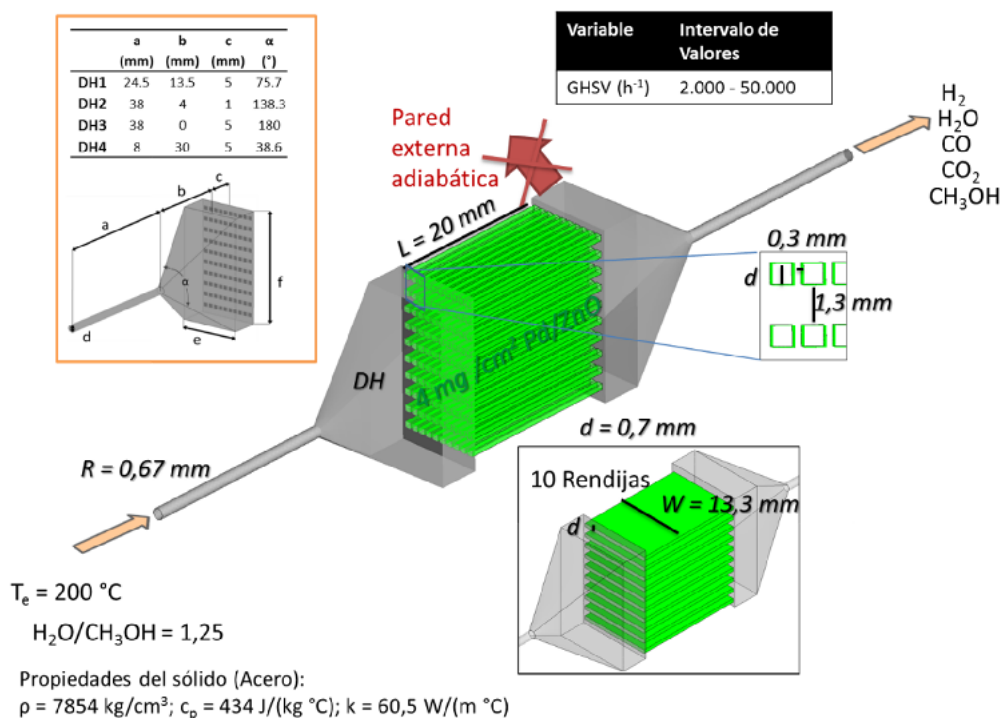 a b c α
(mm) (mm) (mm) (°)
DH1 24.5 13.5 5 75.7
DH2 38 4 1 138.3
DH3 38 0 5 180
DH4 8 30 5 38.6
a
b
c
α
f
d
e
Variable Intervalo de Valores
GHSV (h⁻¹) 2.000 - 50.000
Pared
externa
adiabática
H₂
H₂O
CO
CO₂
CH₃OH
L = 20 mm
0,3 mm
d
1,3 mm
4 mg /cm² Pd/ZnO
DH
d = 0,7 mm
R = 0,67 mm
10 Rendijas
W = 13,3 mm
d
Tₑ = 200 °C
H₂O/CH₃OH = 1,25
Propiedades del sólido (Acero):
ρ = 7854 kg/cm³; cₚ = 434 J/(kg °C); k = 60,5 W/(m °C)